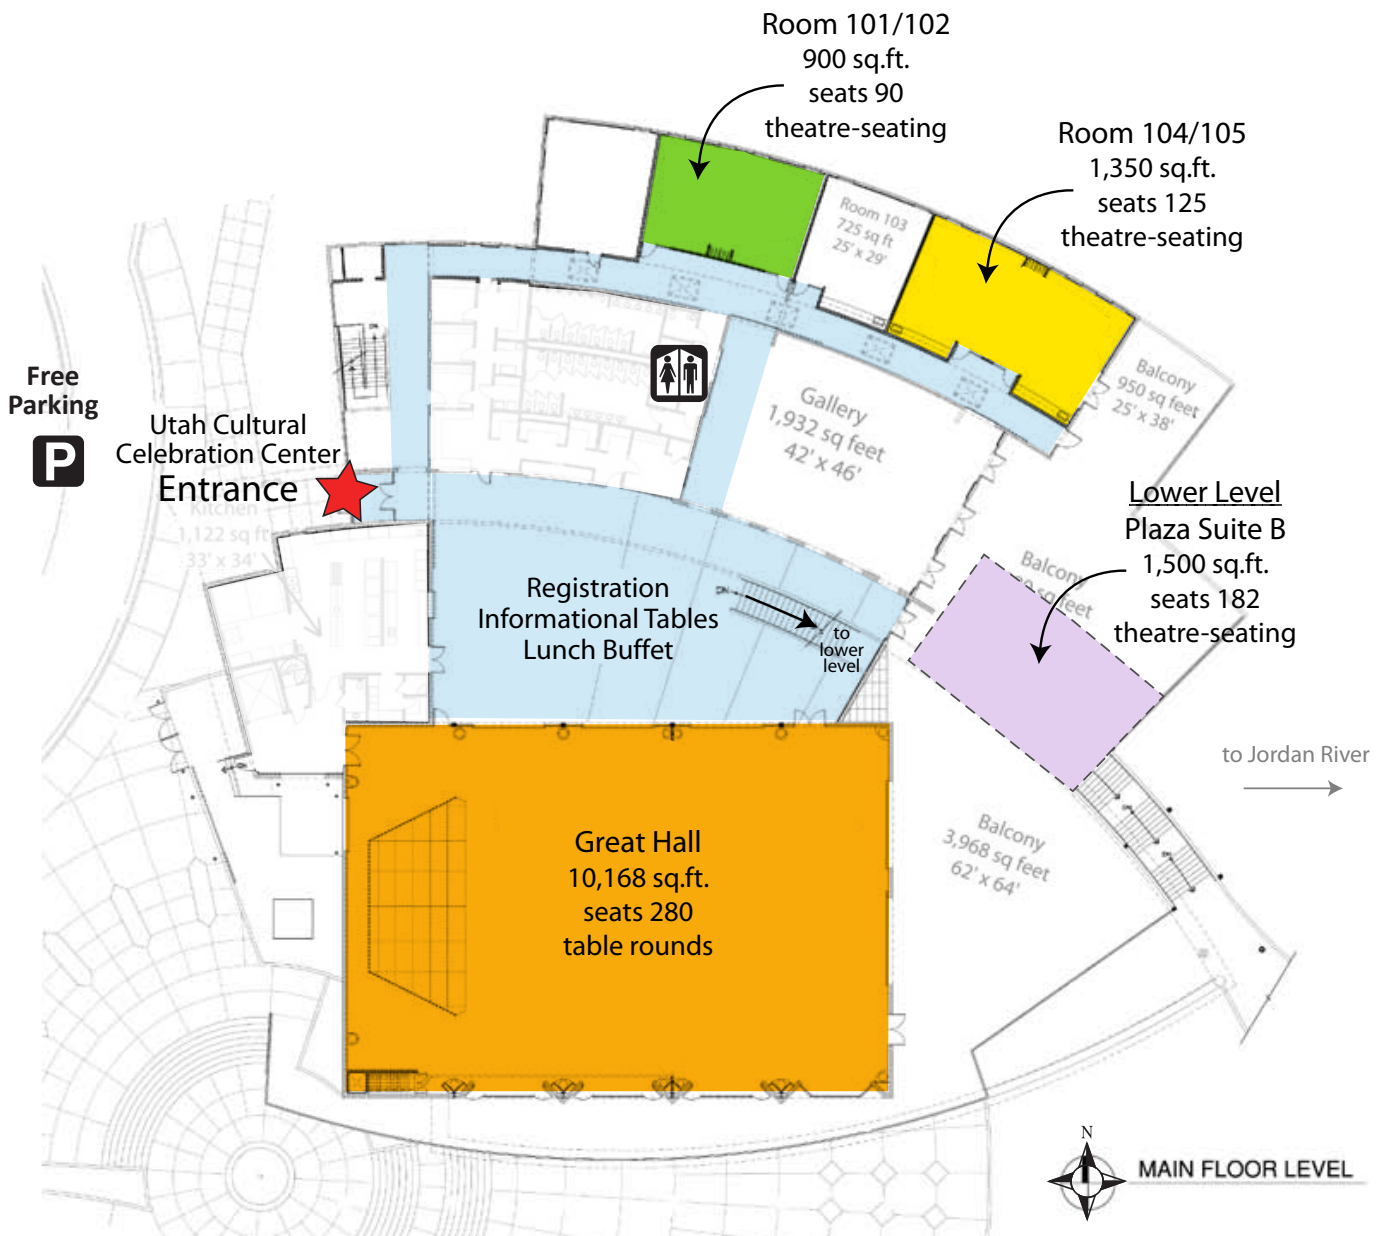 Room 101/102
900 sq.ft.
seats 90
theatre-seating
Room 104/105
1,350 sq.ft.
seats 125
theatre-seating
Room 103
725 sq ft
25' x 29'
Balcony
950 sq feet
25' x 38'
Free
Parking
P
Utah Cultural
Celebration Center
Entrance
Gallery
1,932 sq feet
42' x 46'
Kitchen
1,122 sq ft
33' x 34'
Lower Level
Plaza Suite B
1,500 sq.ft.
seats 182
theatre-seating
Balcony
sq feet
Registration
Informational Tables
Lunch Buffet
to
lower
level
to Jordan River
Great Hall
10,168 sq.ft.
seats 280
table rounds
Balcony
3,968 sq feet
62' x 64'
N
MAIN FLOOR LEVEL